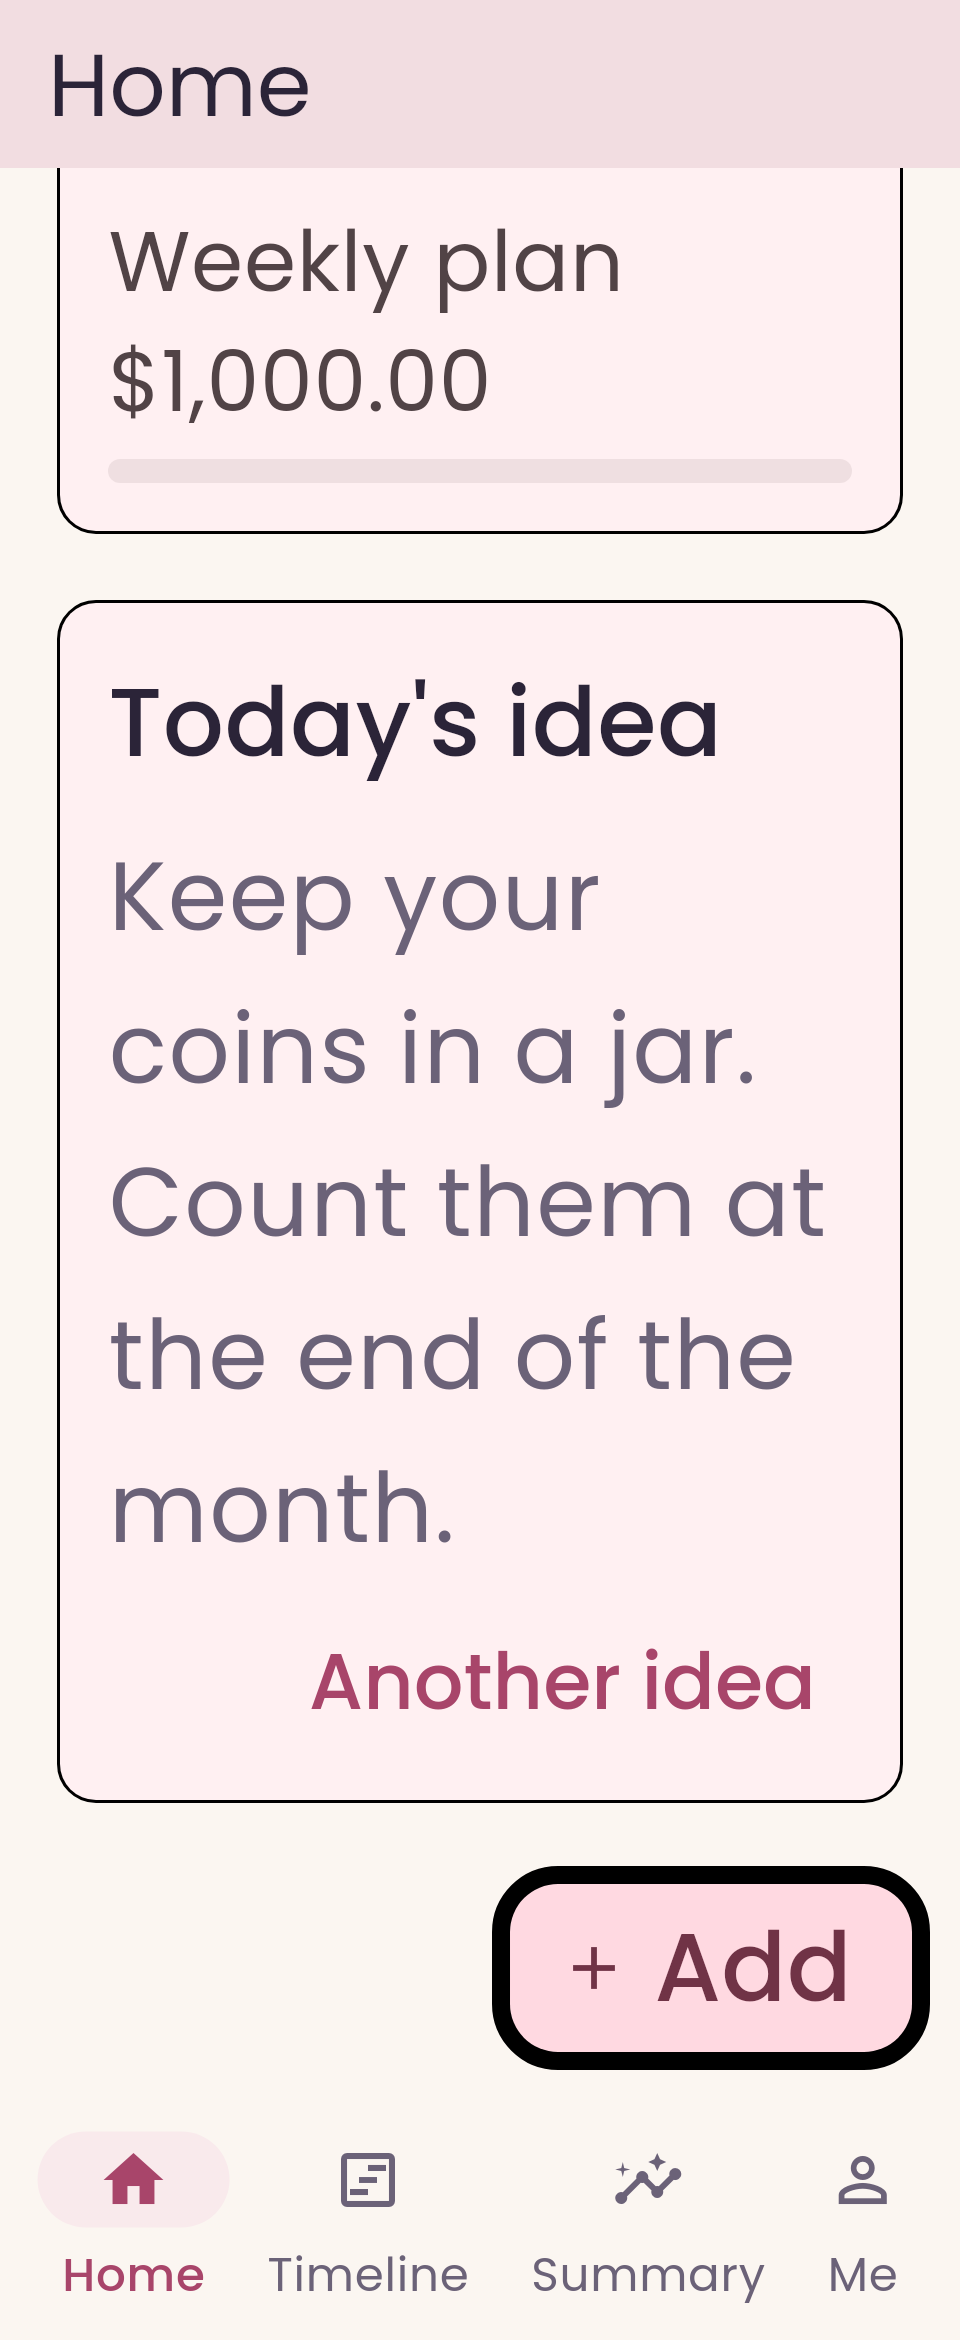 Home
Weekly plan
$1,000.00
Today's idea
Keep your
coins in a jar.
Count them at
the end of the
month.
Another idea
+ Add
Home
Timeline
Summary
Me